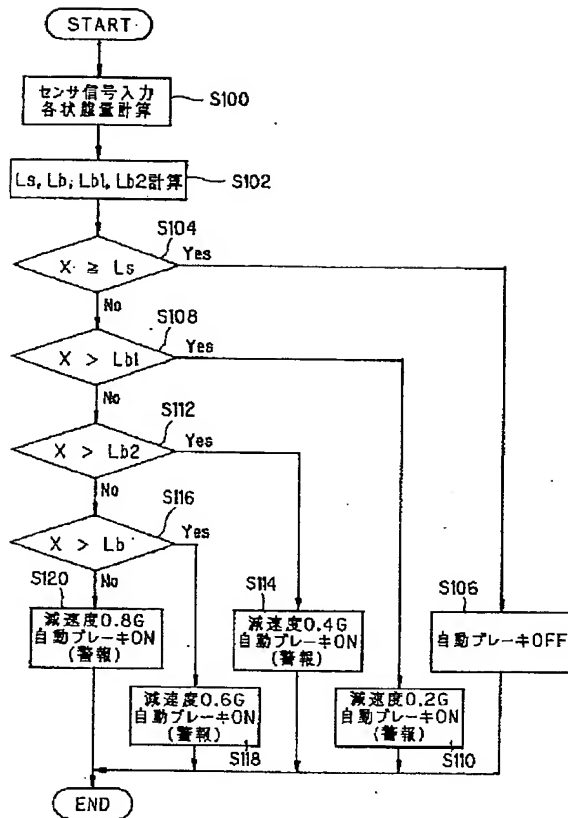 START
センサ信号入力
各状態量計算
S100
Ls, Lb, Lb1, Lb2計算
S102
S104
X ≧ Ls
Yes
No
S108
X > Lb1
Yes
No
S112
X > Lb2
Yes
No
S116
X > Lb
Yes
No
S120
減速度0.8G
自動ブレーキON
(警報)
S114
減速度0.4G
自動ブレーキON
(警報)
S106
自動ブレーキOFF
減速度0.6G
自動ブレーキON
(警報)
S118
減速度0.2G
自動ブレーキON
(警報)
S110
END